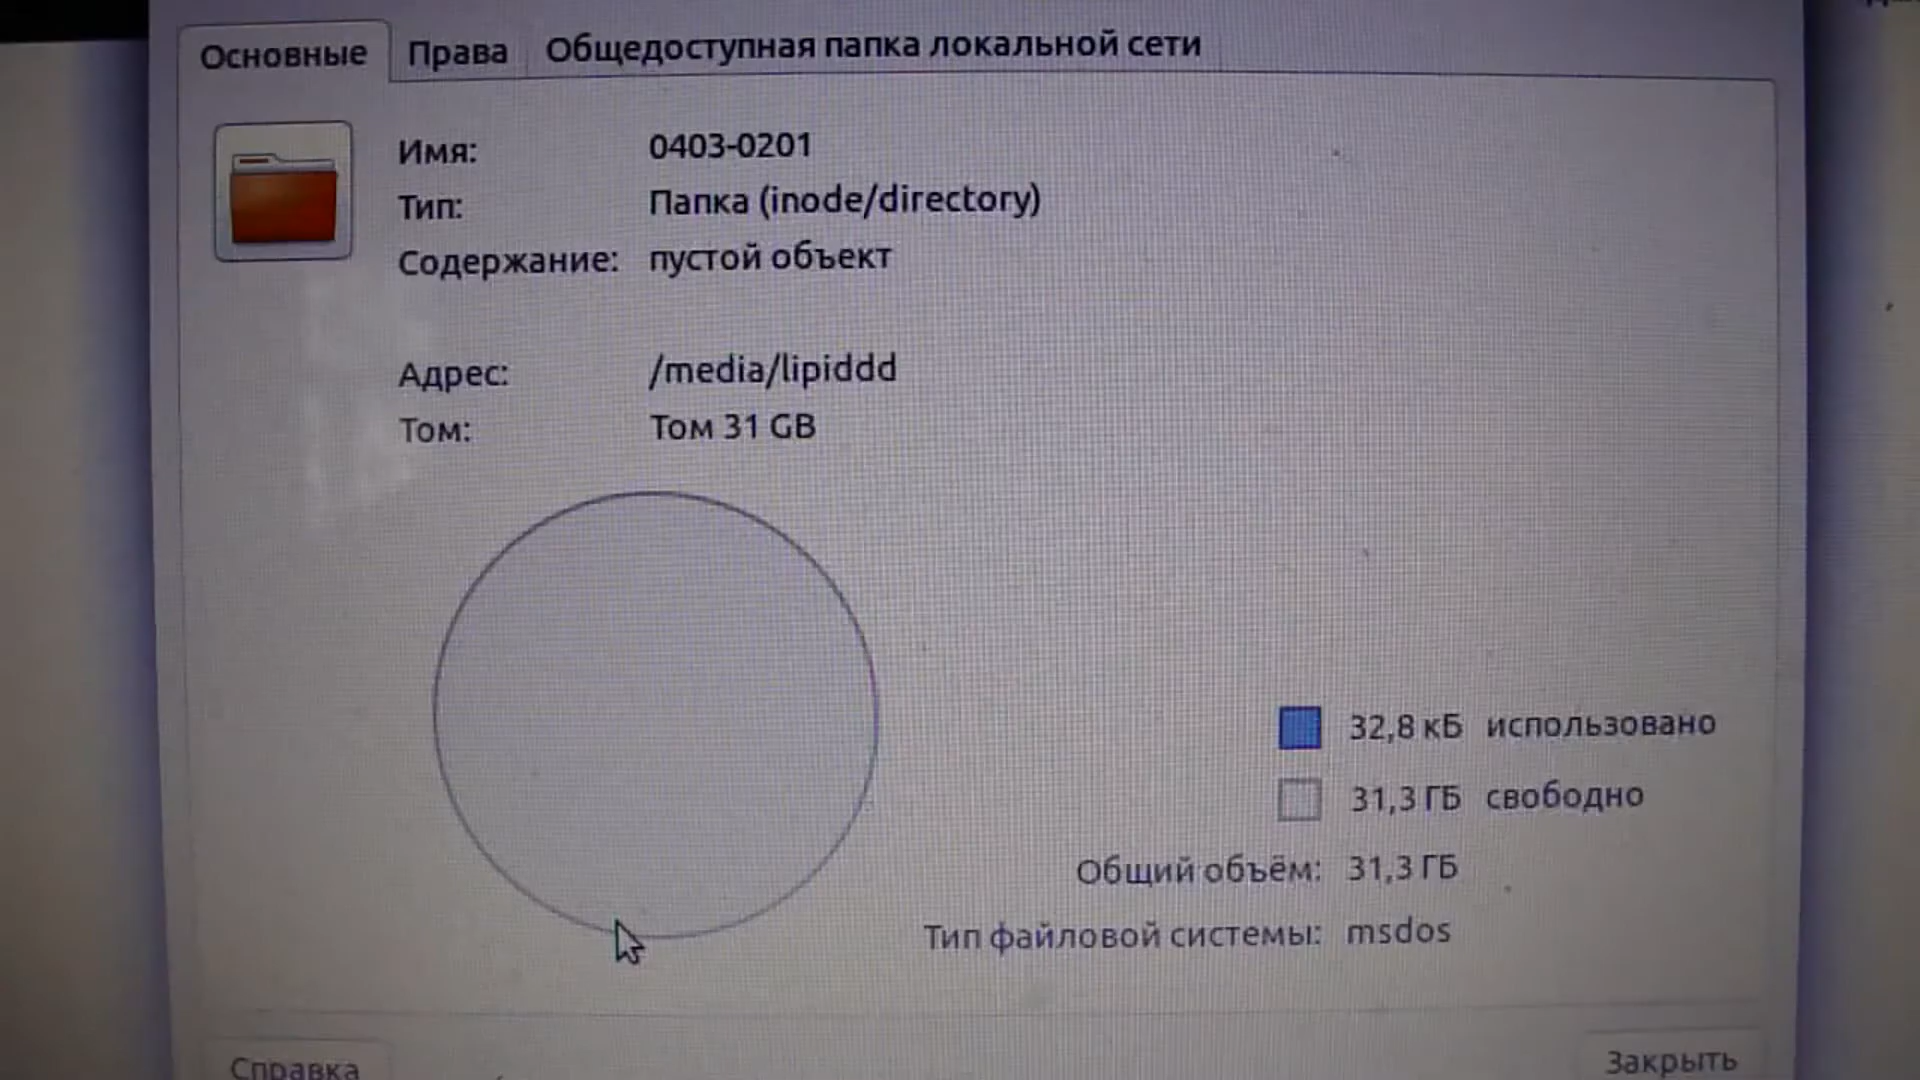 Основные Права Общедоступная папка локальной сети
Имя: 0403-0201
Тип: Папка (inode/directory)
Содержание: пустой объект
Адрес: /media/lipiddd
Том: Том 31 GB
32,8 кБ использовано
31,3 ГБ свободно
Общий объём: 31,3 ГБ
Тип файловой системы: msdos
Справка Закрыть